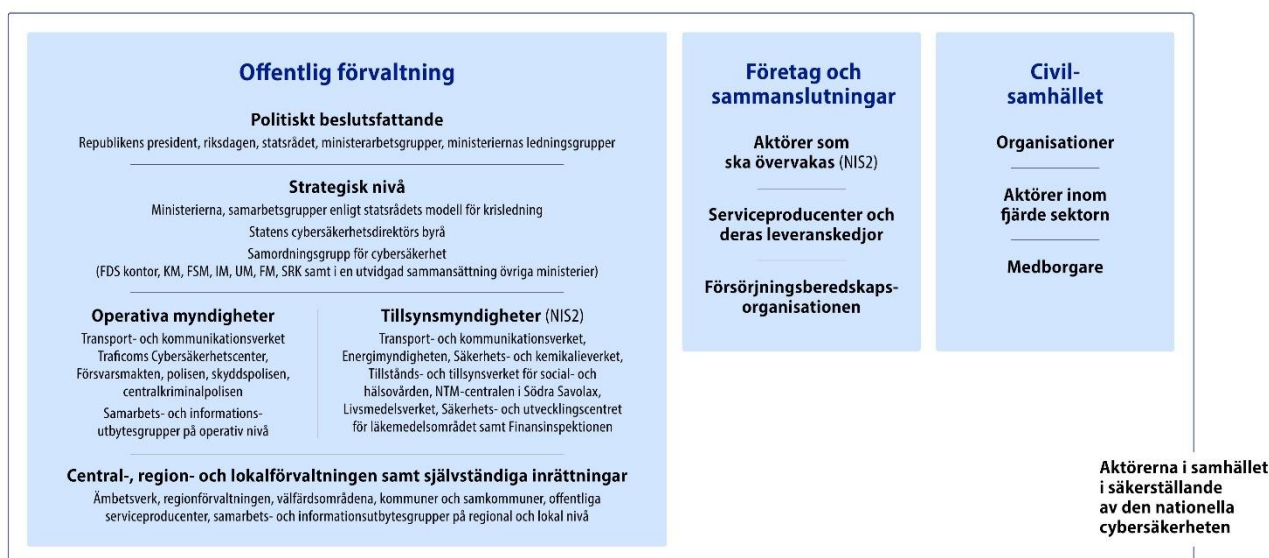 Offentlig förvaltning
Politiskt beslutsfattande
Republikens president, riksdagen, statsrådet, ministerarbetsgrupper, ministeriernas ledningsgrupper
Strategisk nivå
Ministerierna, samarbetsgrupper enligt statsrådets modell för krisledning
Statens cybersäkerhetsdirektörs byrå
Samordningsgrupp för cybersäkerhet
(FDS kontor, KM, FSM, IM, UM, FM, SRK samt i en utvidgad sammansättning övriga ministerier)
Operativa myndigheter
Transport- och kommunikationsverket
Traficoms Cybersäkerhetscenter,
Försvarsmakten, polisen, skyddspolisen,
centralkriminalpolisen
Samarbets- och informations-
utbytesgrupper på operativ nivå
Tillsynsmyndigheter (NIS2)
Transport- och kommunikationsverket,
Energimyndigheten, Säkerhets- och kemikalieverket,
Tillstånds- och tillsynsverket för social- och
hälsovården, NTM-centralen i Södra Savolax,
Livsmedelsverket, Säkerhets- och utvecklingscentret
för läkemedelsområdet samt Finansinspektionen
Central-, region- och lokalförvaltningen samt självständiga inrättningar
Ämbetsverk, regionförvaltningen, välfärdsområdena, kommuner och samkommuner, offentliga
serviceproducenter, samarbets- och informationsutbytesgrupper på regional och lokal nivå
Företag och
sammanslutningar
Aktörer som
ska övervakas (NIS2)
Serviceproducenter och
deras leveranskedjor
Försörjningsberedskaps-
organisationen
Civil-
samhället
Organisationer
Aktörer inom
fjärde sektorn
Medborgare
Aktörerna i samhället
i säkerställande
av den nationella
cybersäkerheten